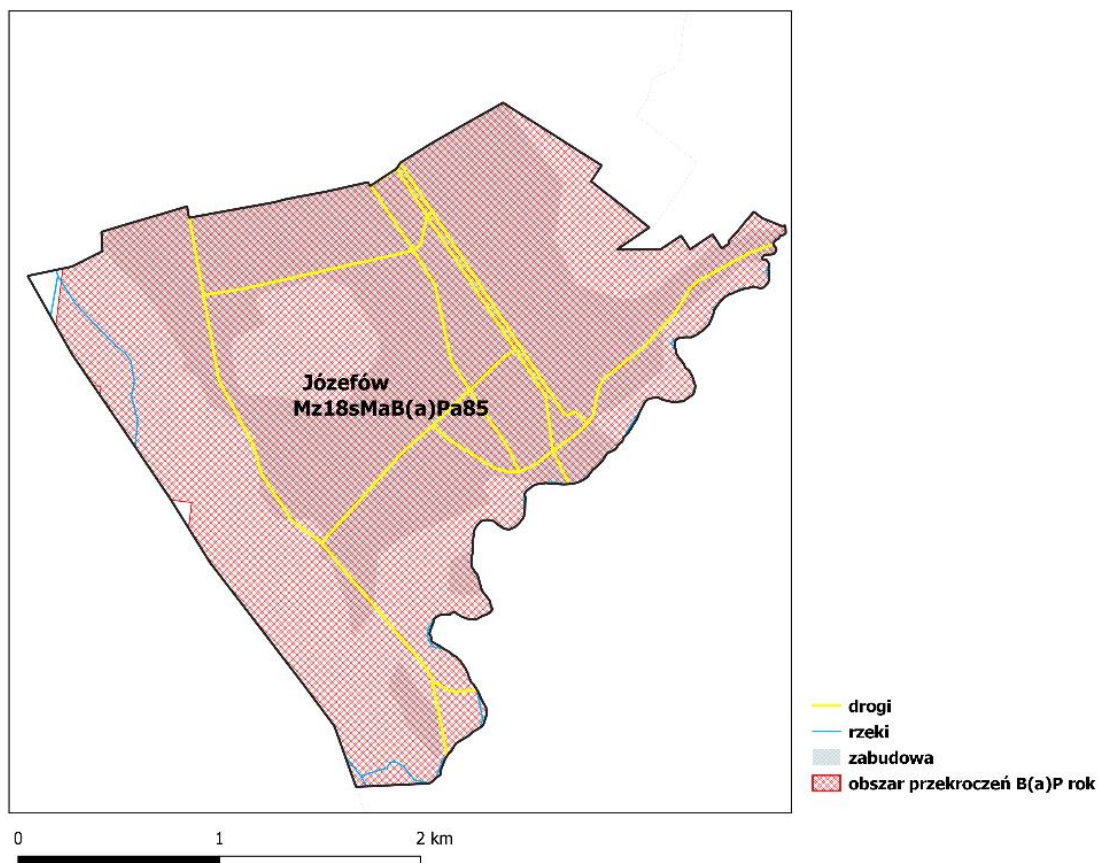 Józefów
Mz18sMaB(a)Pa85
drogi
rzeki
zabudowa
obszar przekroczeń B(a)P rok
0 1 2 km